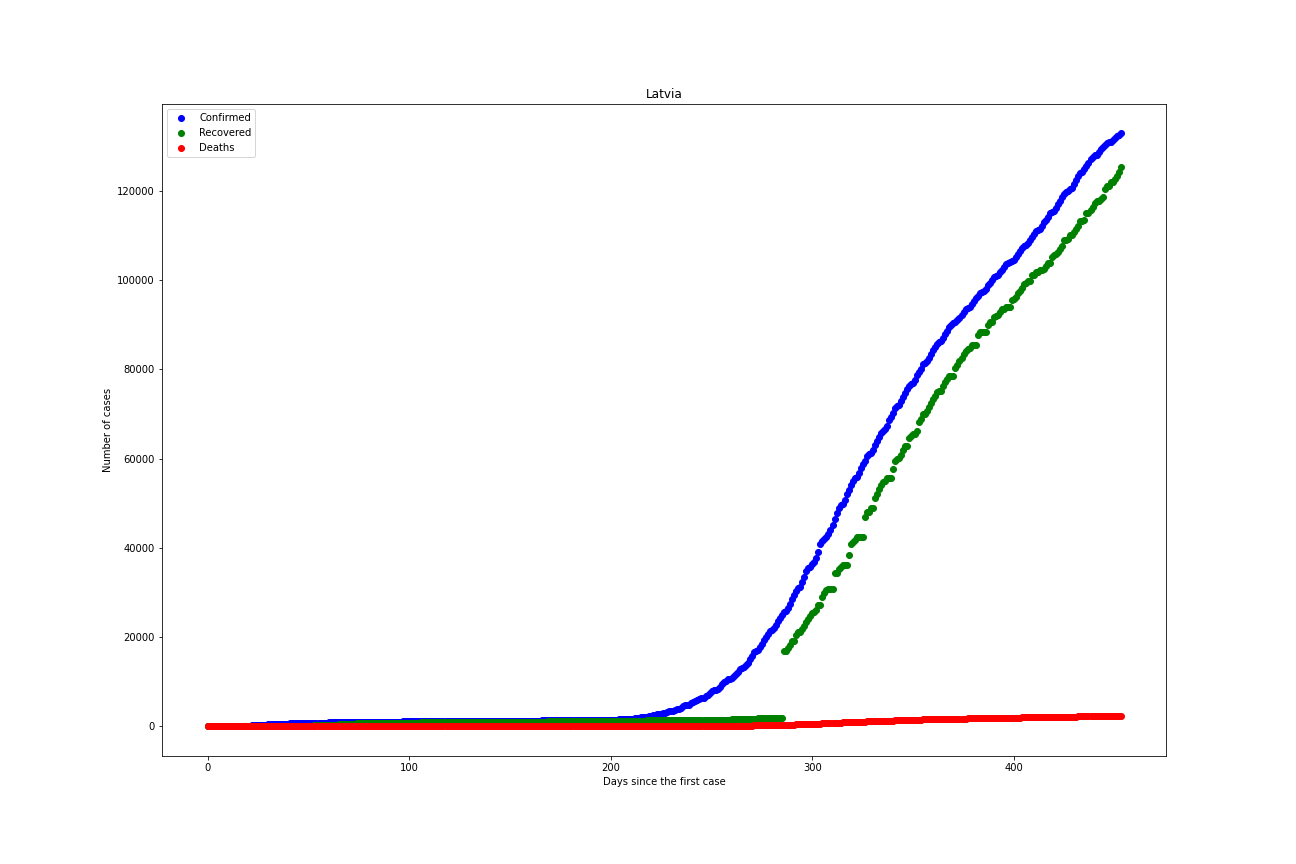 Latvia
Confirmed
Recovered
Deaths
120000
100000
80000
60000
40000
20000
0
Number of cases
0 100 200 300 400
Days since the first case